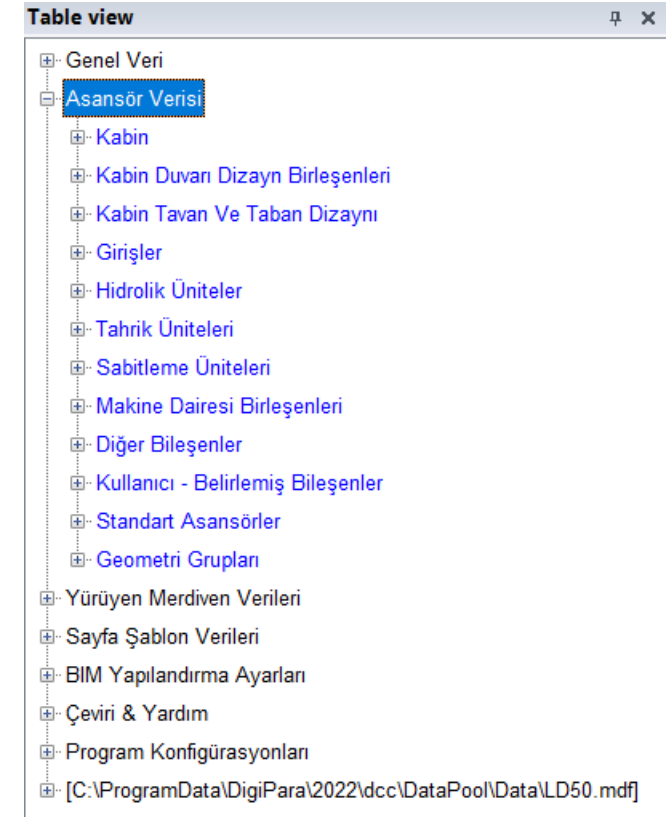 Table view
Genel Veri
Asansör Verisi
Kabin
Kabin Duvarı Dizayn Birleşenleri
Kabin Tavan Ve Taban Dizaynı
Girişler
Hidrolik Üniteler
Tahrik Üniteleri
Sabitleme Üniteleri
Makine Dairesi Birleşenleri
Diğer Bileşenler
Kullanıcı - Belirlemiş Bileşenler
Standart Asansörler
Geometri Grupları
Yürüyen Merdiven Verileri
Sayfa Şablon Verileri
BIM Yapılandırma Ayarları
Çeviri & Yardım
Program Konfigürasyonları
[C:\ProgramData\DigiPara\2022\dcc\DataPool\Data\LD50.mdf]